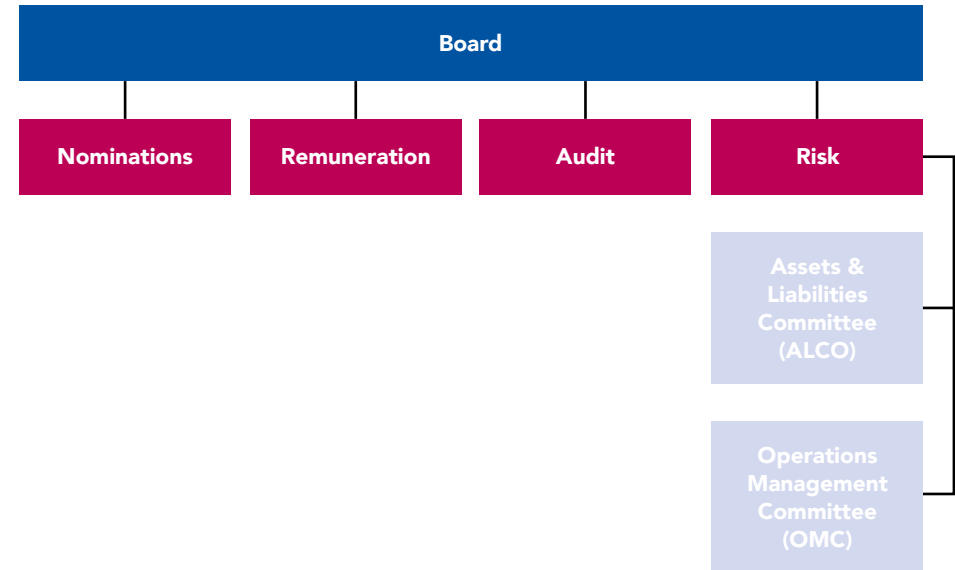 Board
Nominations
Remuneration
Audit
Risk
Assets &
Liabilities
Committee
(ALCO)
Operations
Management
Committee
(OMC)